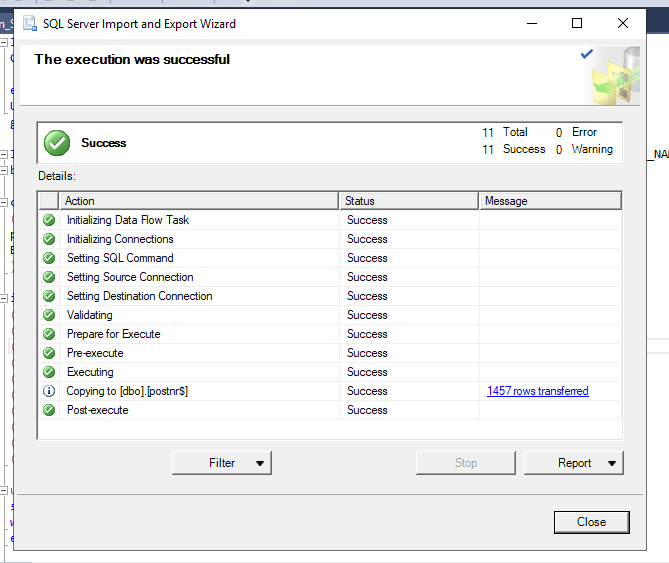 SQL Server Import and Export Wizard
The execution was successful
Success
11 Total 0 Error
11 Success 0 Warning
Details:
Action Status Message
Initializing Data Flow Task Success
Initializing Connections Success
Setting SQL Command Success
Setting Source Connection Success
Setting Destination Connection Success
Validating Success
Prepare for Execute Success
Pre-execute Success
Executing Success
Copying to [dbo].[postnr$] Success 1457 rows transferred
Post-execute Success
Filter Stop Report
Close